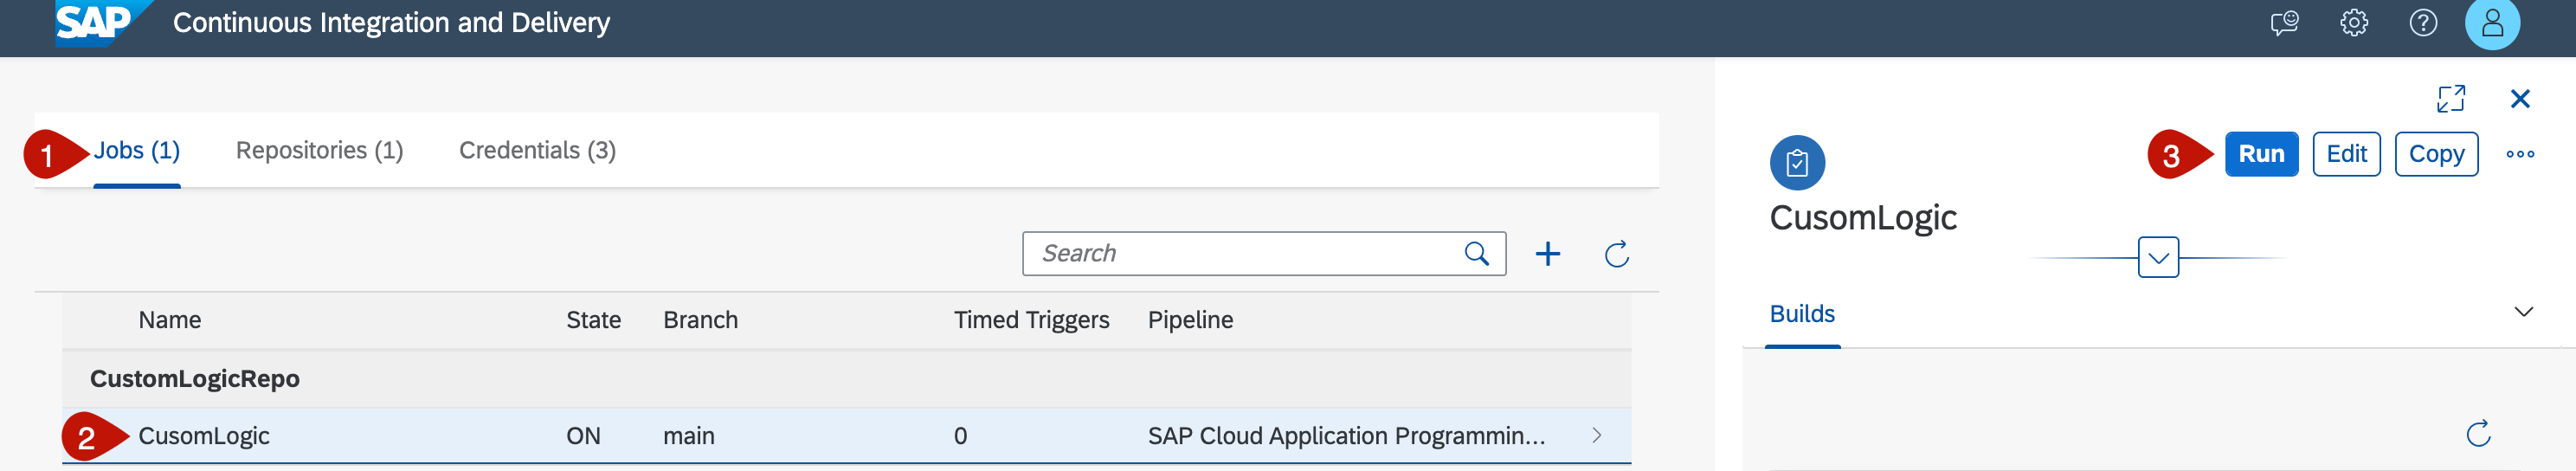 SAP Continuous Integration and Delivery
1 Jobs (1) Repositories (1) Credentials (3)
Search
Name State Branch Timed Triggers Pipeline
CustomLogicRepo
2 CusomLogic ON main 0 SAP Cloud Application Programmin...
3 Run Edit Copy
CusomLogic
Builds